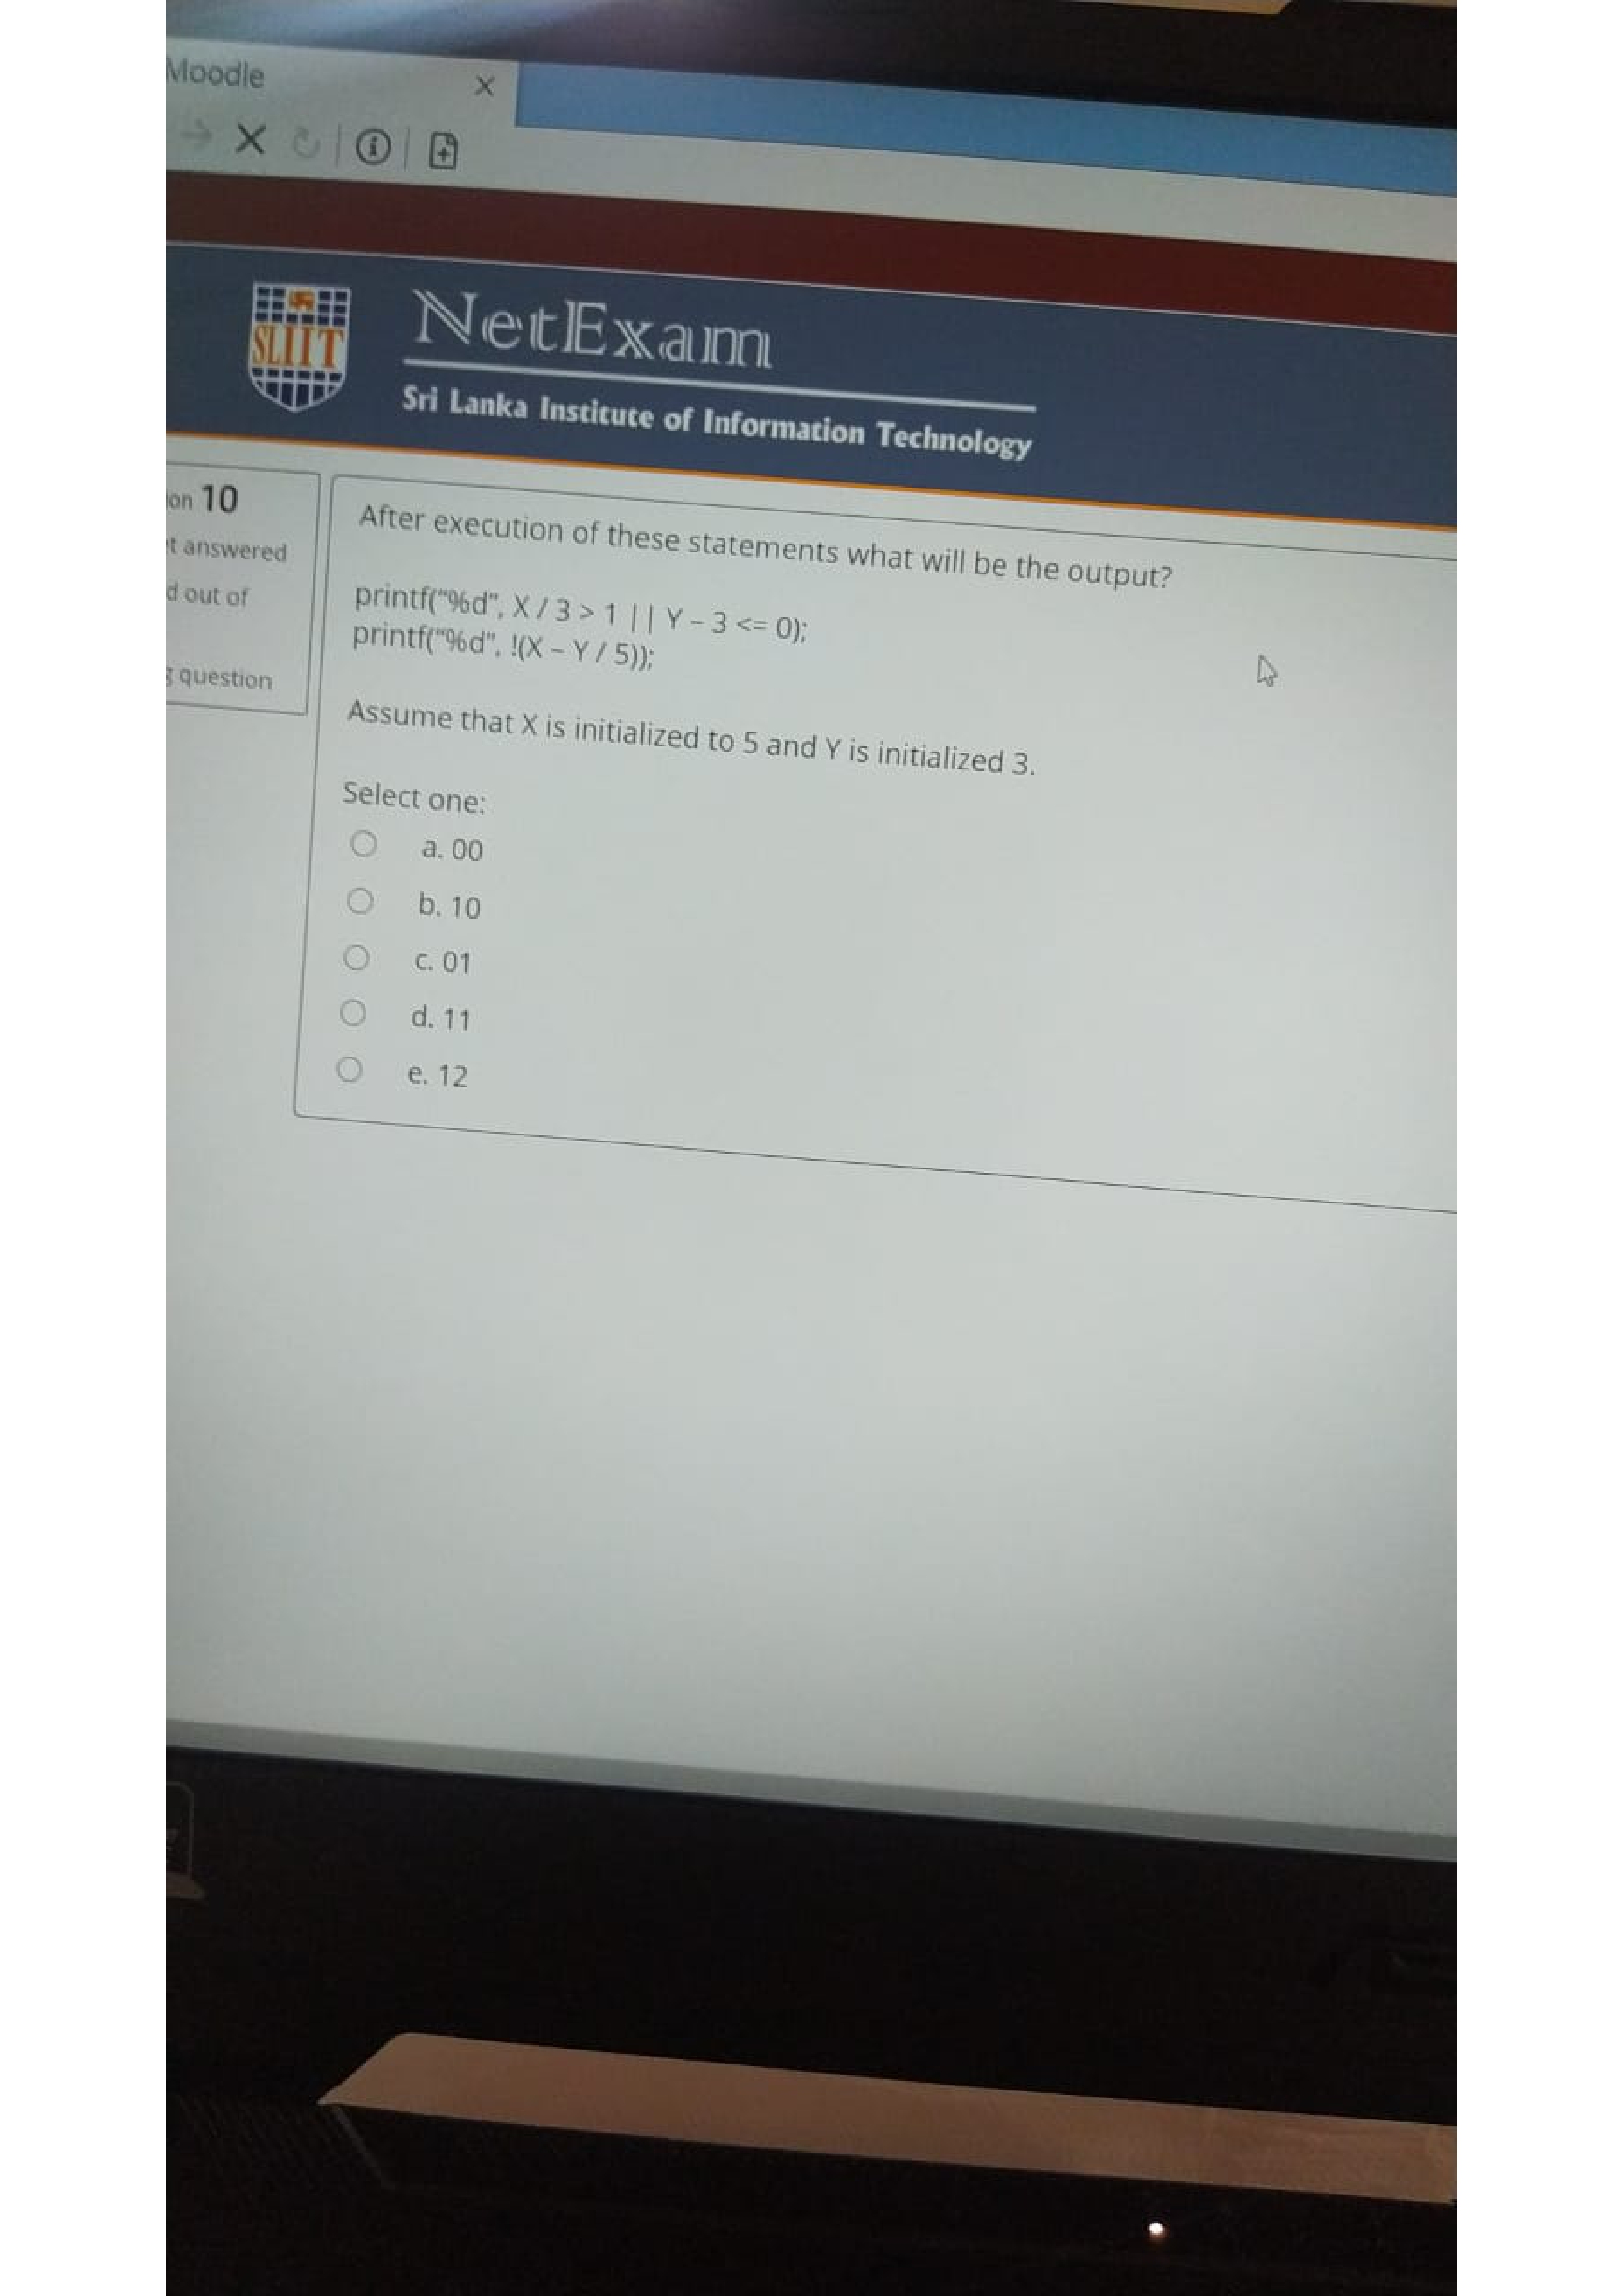 Moodle
SLIIT
NetExam
Sri Lanka Institute of Information Technology
on 10
t answered
d out of
question
After execution of these statements what will be the output?
printf("%d", X / 3 > 1 || Y – 3 <= 0);
printf("%d", !(X – Y / 5));
Assume that X is initialized to 5 and Y is initialized 3.
Select one:
a. 00
b. 10
c. 01
d. 11
e. 12